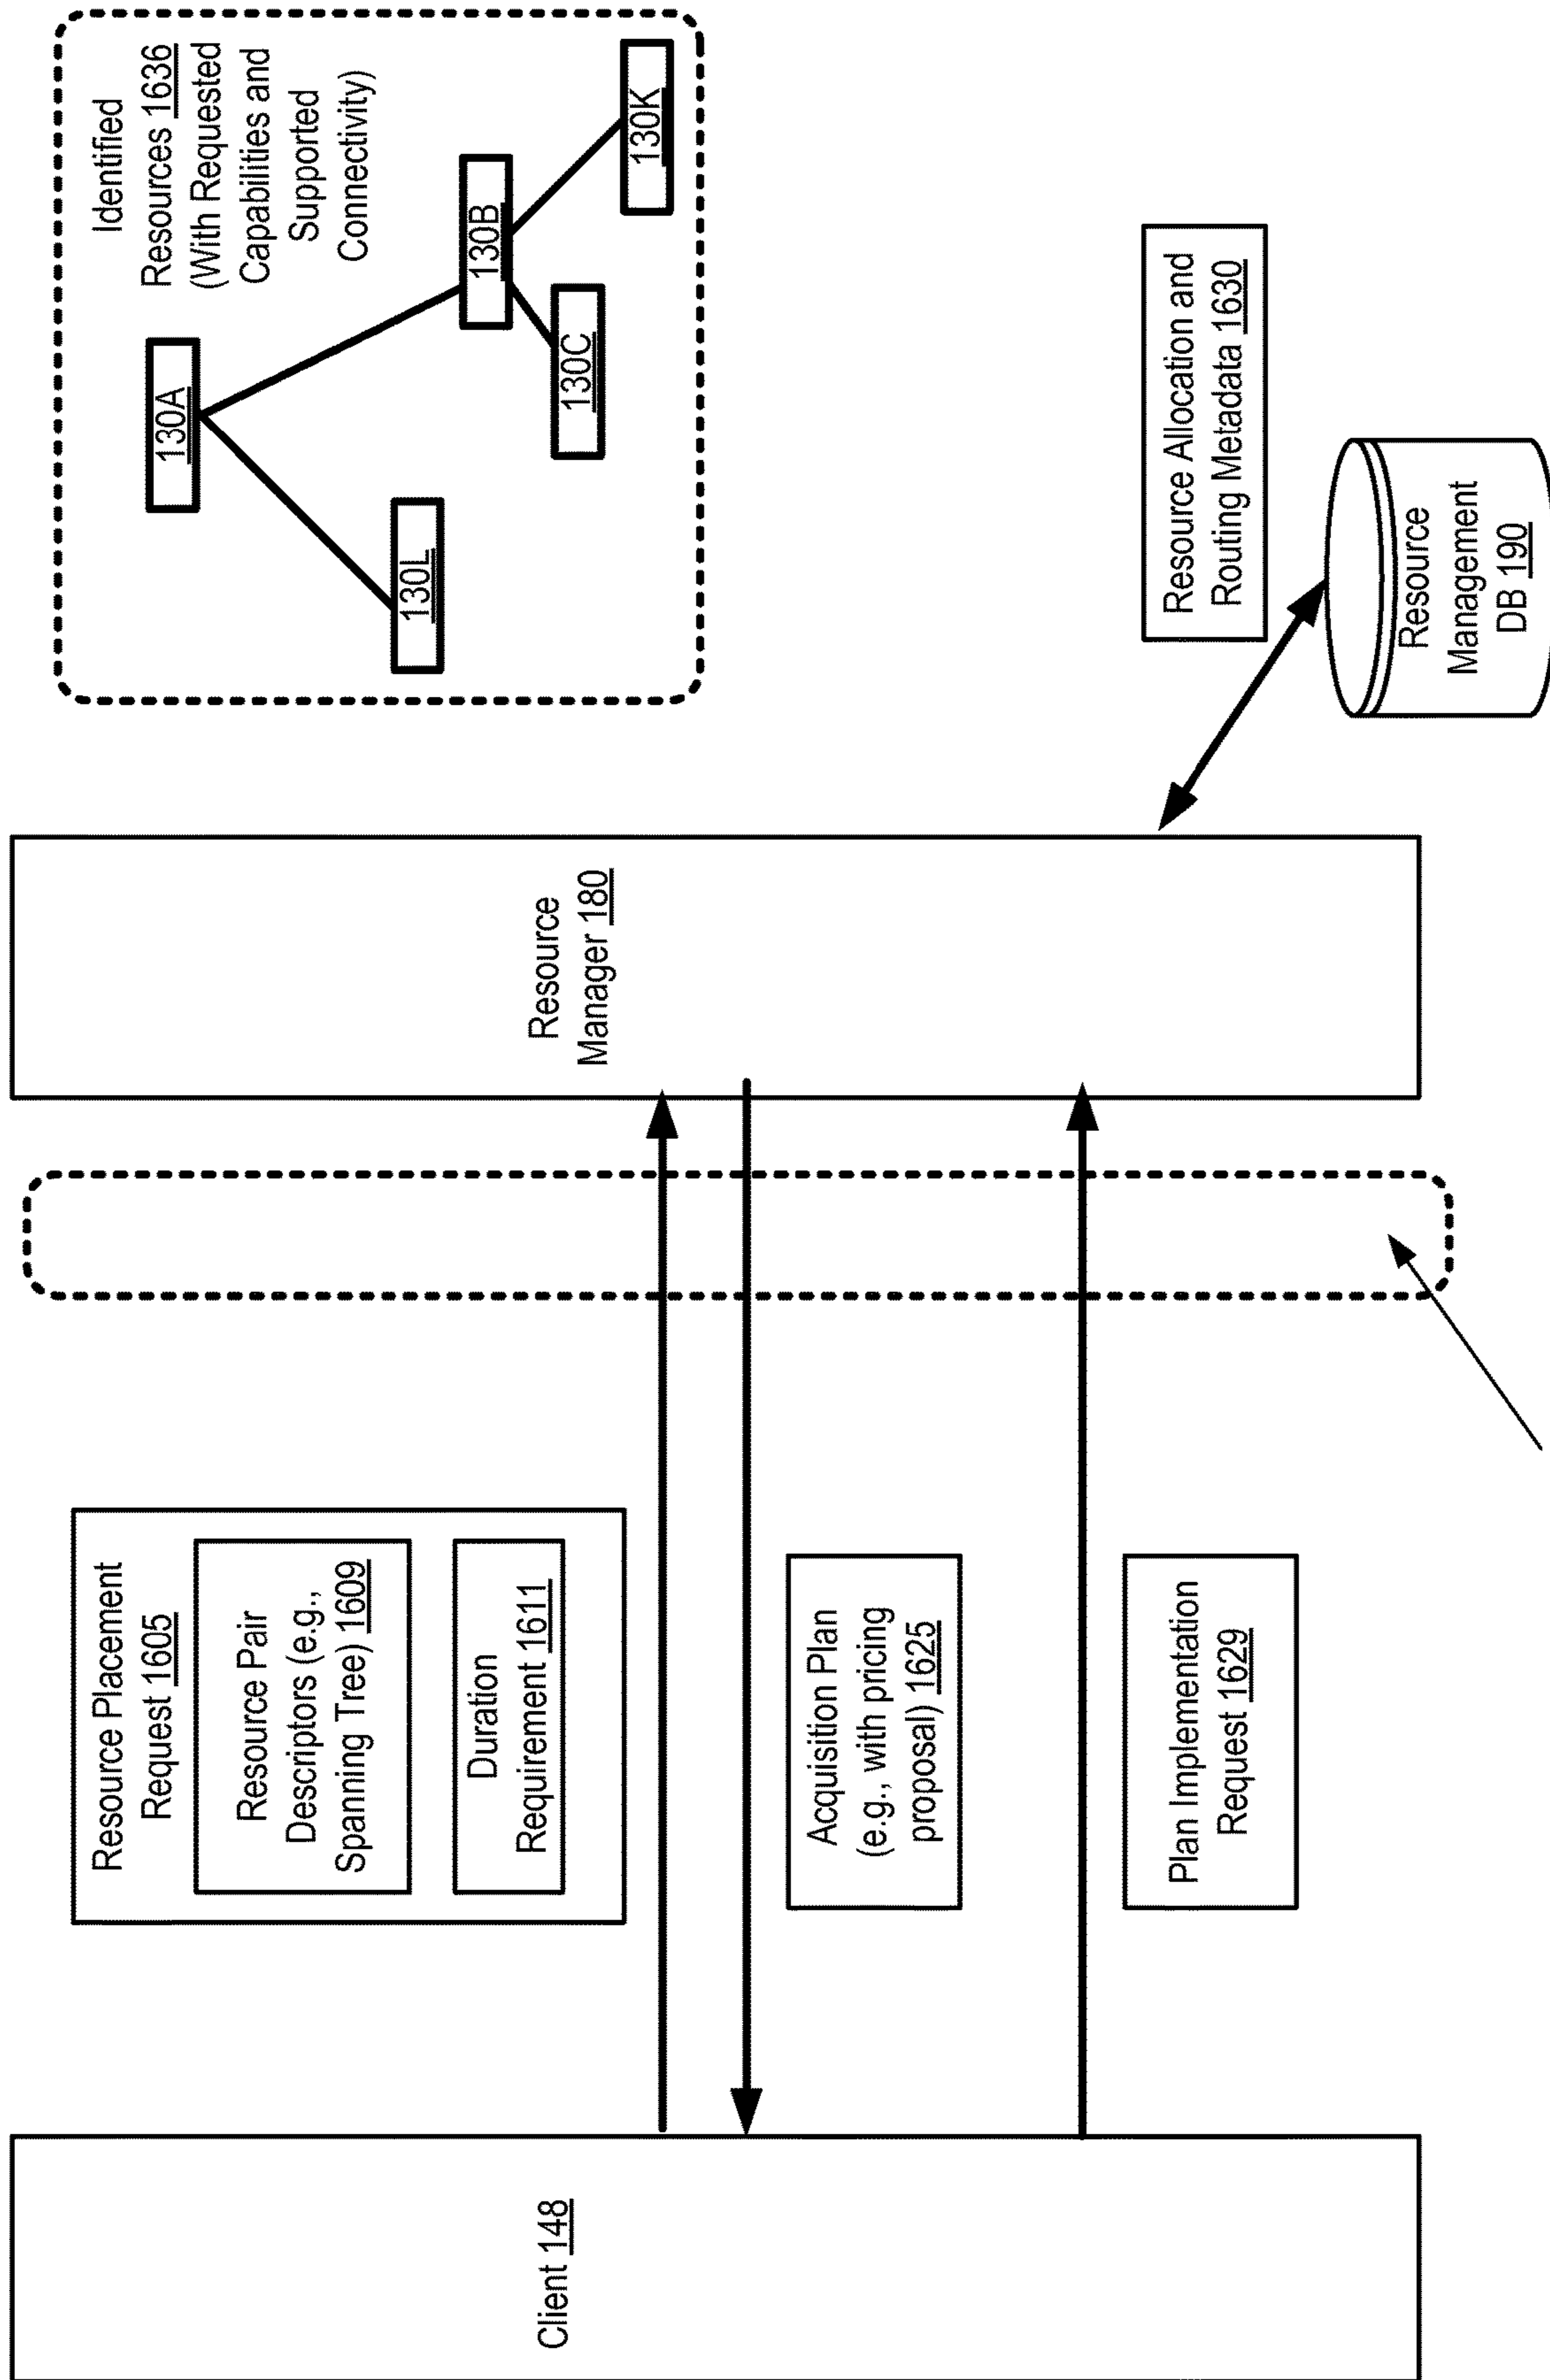 Client 148
Resource Placement
Request 1605
Resource Pair
Descriptors (e.g.,
Spanning Tree) 1609
Duration
Requirement 1611
Acquisition Plan
(e.g., with pricing
proposal) 1625
Plan Implementation
Request 1629
Resource
Manager 180
Identified
Resources 1636
(With Requested
Capabilities and
Supported
Connectivity)
130A
130L
130B
130C
130K
Resource Allocation and
Routing Metadata 1630
Resource
Management
DB 190